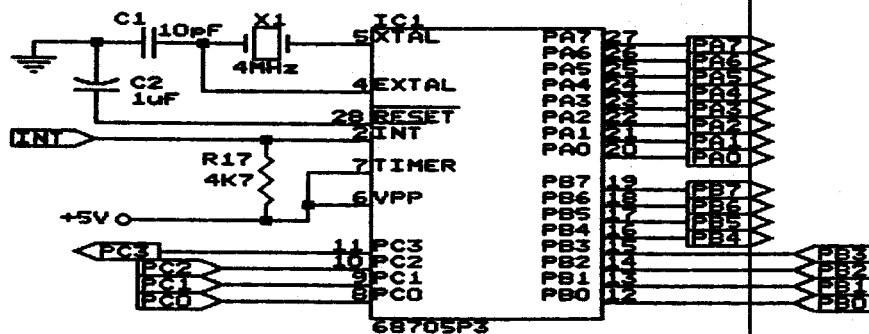 C1
10pF
X1
4MHz
IC1
5 XTAL
4 EXTAL
C2
1uF
28 RESET
INT
2 INT
R17
4K7
7 TIMER
6 VPP
+5V
PC3
11 PC3
PC2
10 PC2
PC1
9 PC1
PC0
8 PC0
PA7 27 PA7
PA6 26 PA6
PA5 25 PA5
PA4 24 PA4
PA3 23 PA3
PA2 22 PA2
PA1 21 PA1
PA0 20 PA0
PB7 19 PB7
PB6 18 PB6
PB5 17 PB5
PB4 16 PB4
PB3 15 PB3
PB2 14 PB2
PB1 13 PB1
PB0 12 PB0
68705P3